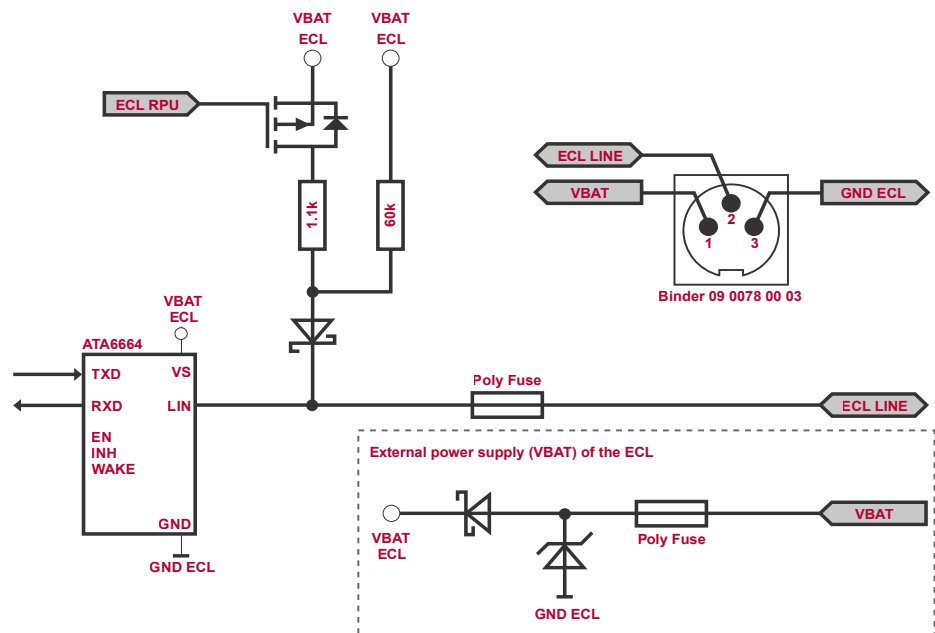 VBAT
ECL
VBAT
ECL
ECL RPU
1.1k
60k
ECL LINE
VBAT
GND ECL
2
1
3
Binder 09 0078 00 03
VBAT
ECL
ATA6664
TXD
VS
RXD
LIN
EN
INH
WAKE
GND
GND ECL
Poly Fuse
ECL LINE
External power supply (VBAT) of the ECL
VBAT
ECL
Poly Fuse
VBAT
GND ECL